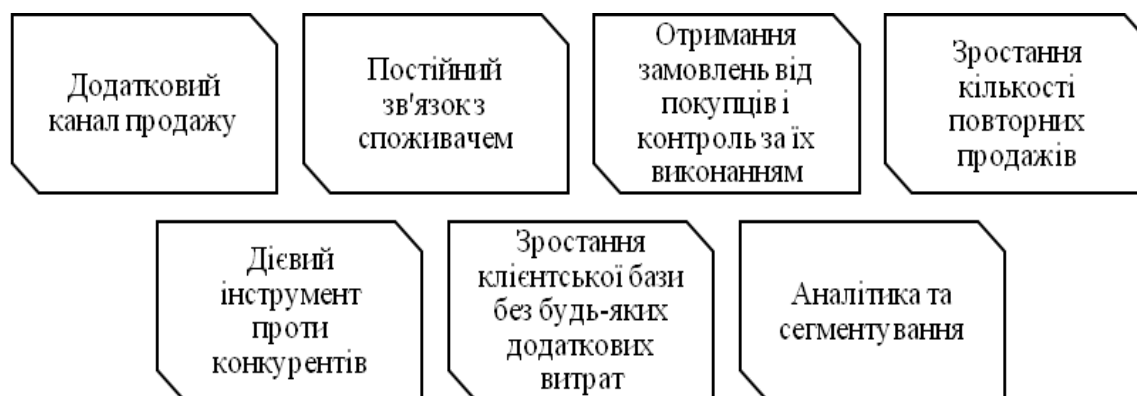 Додатковий
канал продажу
Постійний
зв'язок з
споживачем
Отримання
замовлень від
покупців і
контроль за їх
виконанням
Зростання
кількості
повторних
продажів
Дієвий
інструмент
проти
конкурентів
Зростання
клієнтської бази
без будь-яких
додаткових
витрат
Аналітика та
сегментування